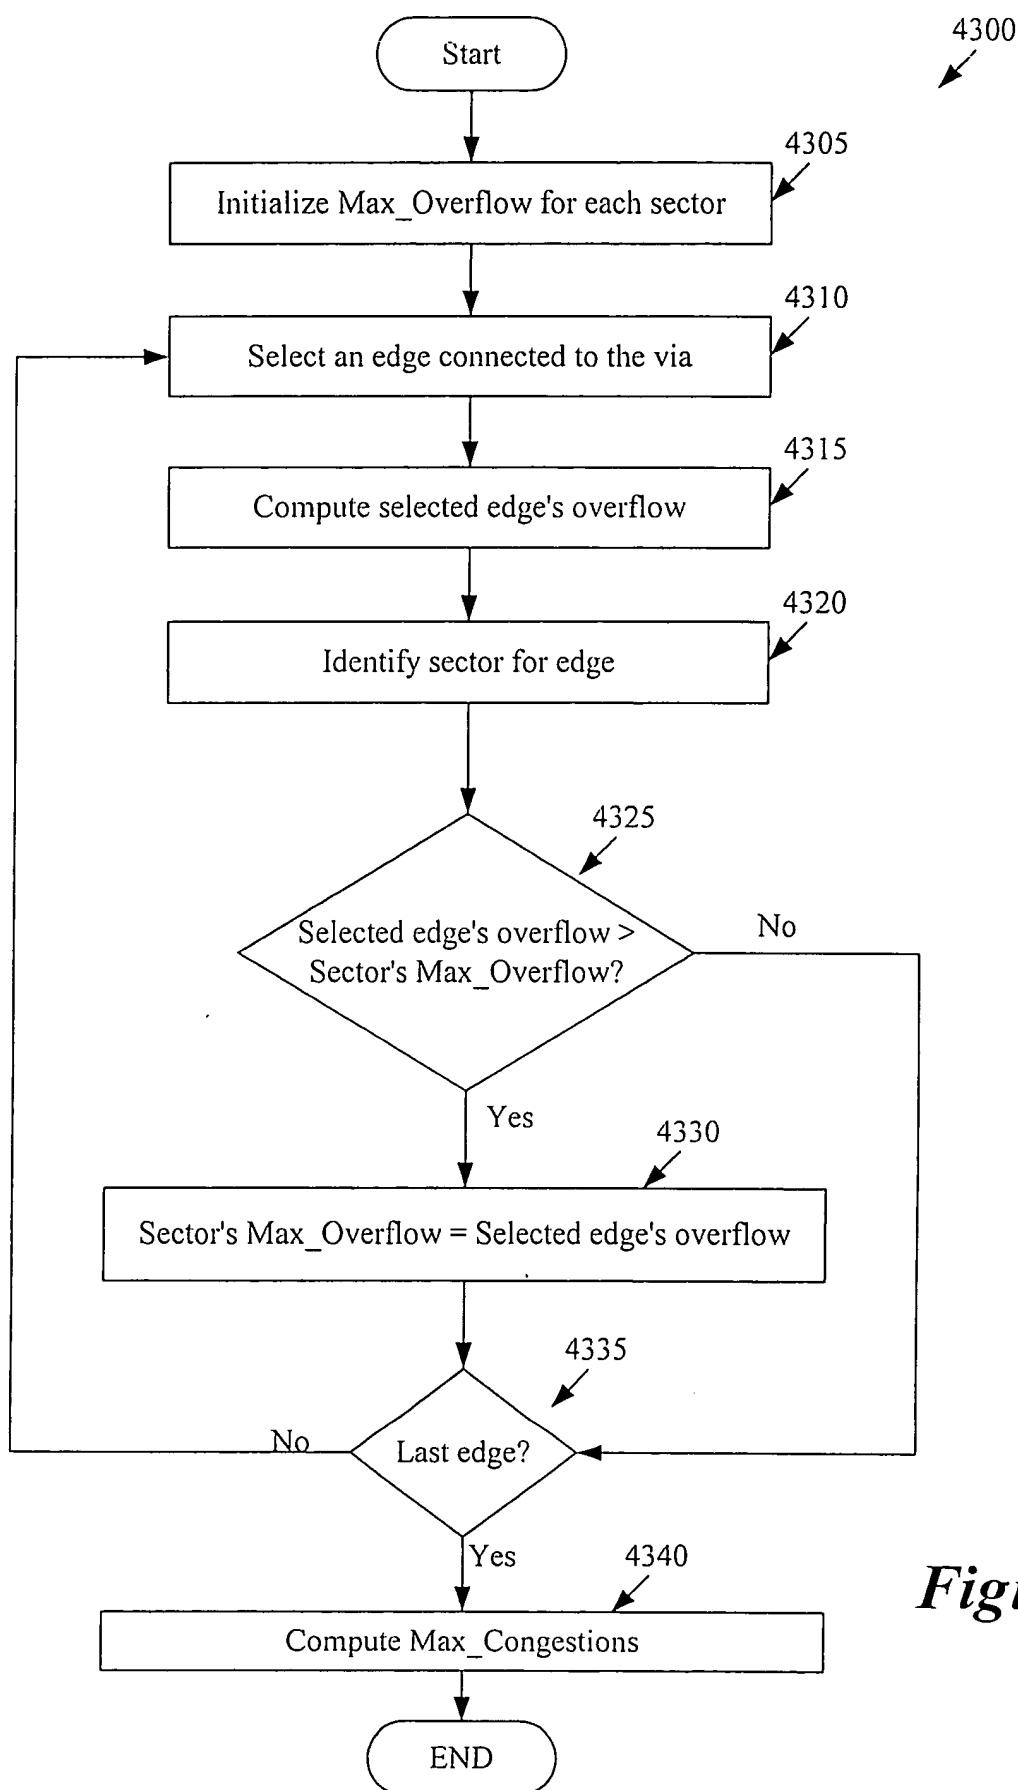 4300
Start
4305
Initialize Max_Overflow for each sector
4310
Select an edge connected to the via
4315
Compute selected edge's overflow
4320
Identify sector for edge
4325
Selected edge's overflow >
Sector's Max_Overflow?
No
Yes
4330
Sector's Max_Overflow = Selected edge's overflow
4335
Last edge?
No
Yes
4340
Compute Max_Congestions
END